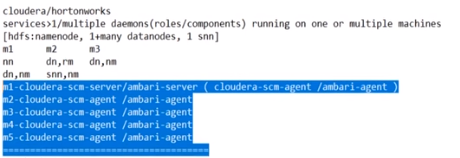 cloudera/hortonworks
services>1/multiple daemons(roles/components) running on one or multiple machines
[hdfs:namenode, 1+many datanodes, 1 snn]
m1 m2 m3
nn dn,rm dn,nm
dn,nm snn,nm
m1-cloudera-scm-server/ambari-server ( cloudera-scm-agent /ambari-agent )
m2-cloudera-scm-agent /ambari-agent
m3-cloudera-scm-agent /ambari-agent
m4-cloudera-scm-agent /ambari-agent
m5-cloudera-scm-agent /ambari-agent
===================================